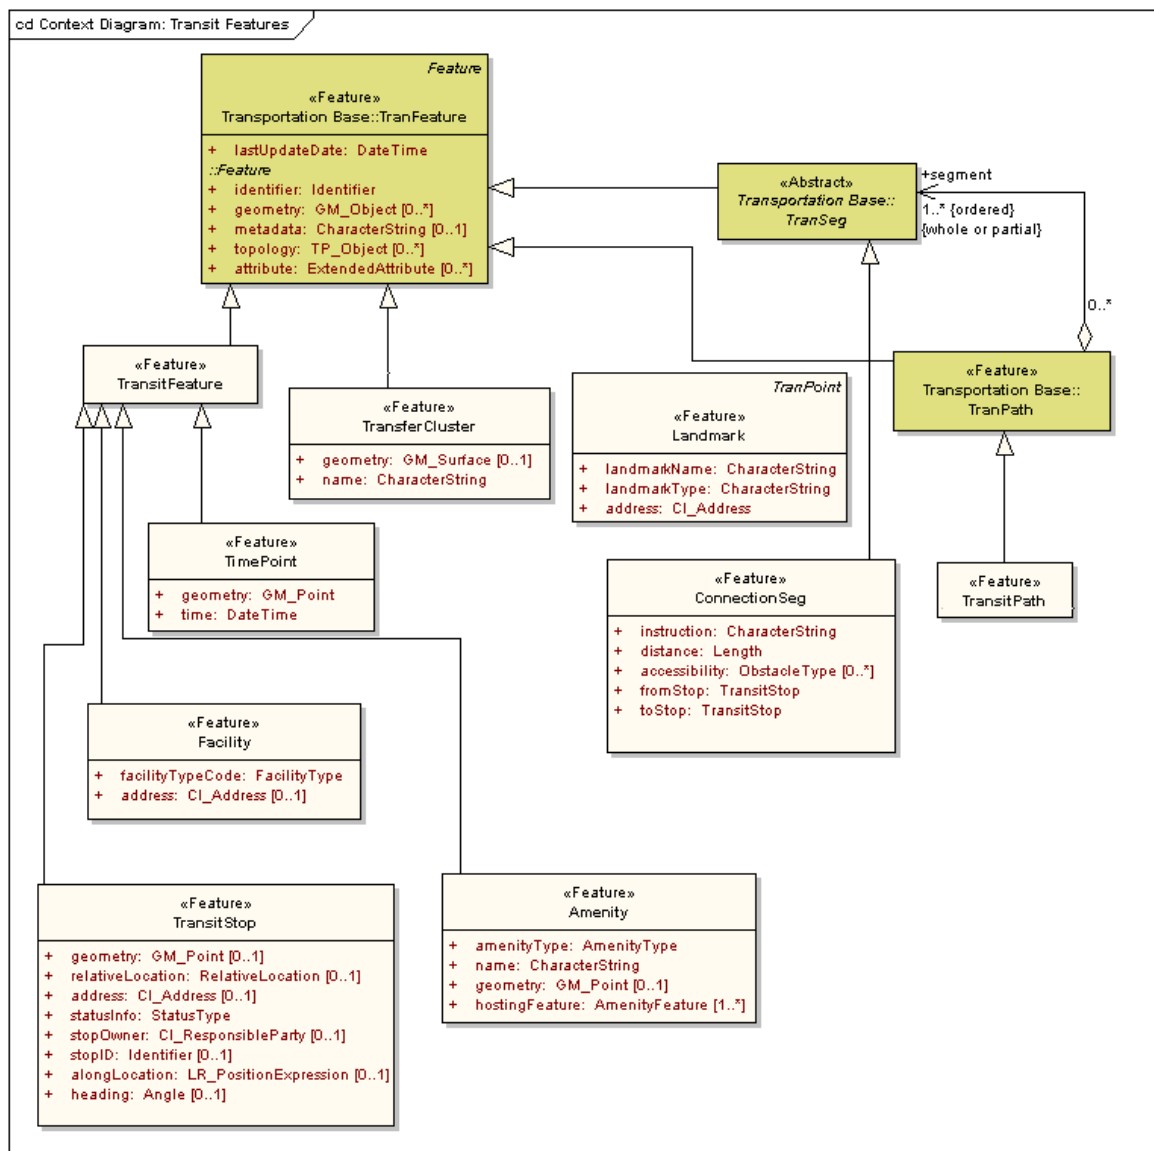 cd Context Diagram: Transit Features
Feature
«Feature»
Transportation Base::TranFeature
+ lastUpdateDate: DateTime
::Feature
+ identifier: Identifier
+ geometry: GM_Object [0..*]
+ metadata: CharacterString [0..1]
+ topology: TP_Object [0..*]
+ attribute: ExtendedAttribute [0..*]
«Abstract»
Transportation Base::
TranSeg
+segment
1..* {ordered}
{whole or partial}
0..*
«Feature»
TransitFeature
«Feature»
Transportation Base::
TranPath
«Feature»
TransferCluster
+ geometry: GM_Surface [0..1]
+ name: CharacterString
TranPoint
«Feature»
Landmark
+ landmarkName: CharacterString
+ landmarkType: CharacterString
+ address: CI_Address
«Feature»
TimePoint
+ geometry: GM_Point
+ time: DateTime
«Feature»
ConnectionSeg
+ instruction: CharacterString
+ distance: Length
+ accessibility: ObstacleType [0..*]
+ fromStop: TransitStop
+ toStop: TransitStop
«Feature»
TransitPath
«Feature»
Facility
+ facilityTypeCode: FacilityType
+ address: CI_Address [0..1]
«Feature»
TransitStop
+ geometry: GM_Point [0..1]
+ relativeLocation: RelativeLocation [0..1]
+ address: CI_Address [0..1]
+ statusInfo: StatusType
+ stopOwner: CI_ResponsibleParty [0..1]
+ stopID: Identifier [0..1]
+ alongLocation: LR_PositionExpression [0..1]
+ heading: Angle [0..1]
«Feature»
Amenity
+ amenityType: AmenityType
+ name: CharacterString
+ geometry: GM_Point [0..1]
+ hostingFeature: AmenityFeature [1..*]